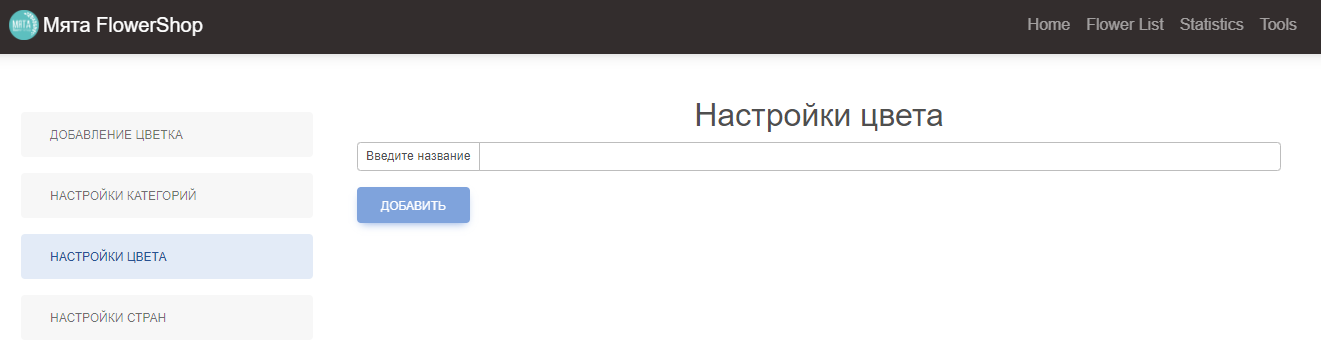 МЯТА
Мята FlowerShop
Home Flower List Statistics Tools
ДОБАВЛЕНИЕ ЦВЕТКА
НАСТРОЙКИ КАТЕГОРИЙ
НАСТРОЙКИ ЦВЕТА
НАСТРОЙКИ СТРАН
Настройки цвета
Введите название
ДОБАВИТЬ